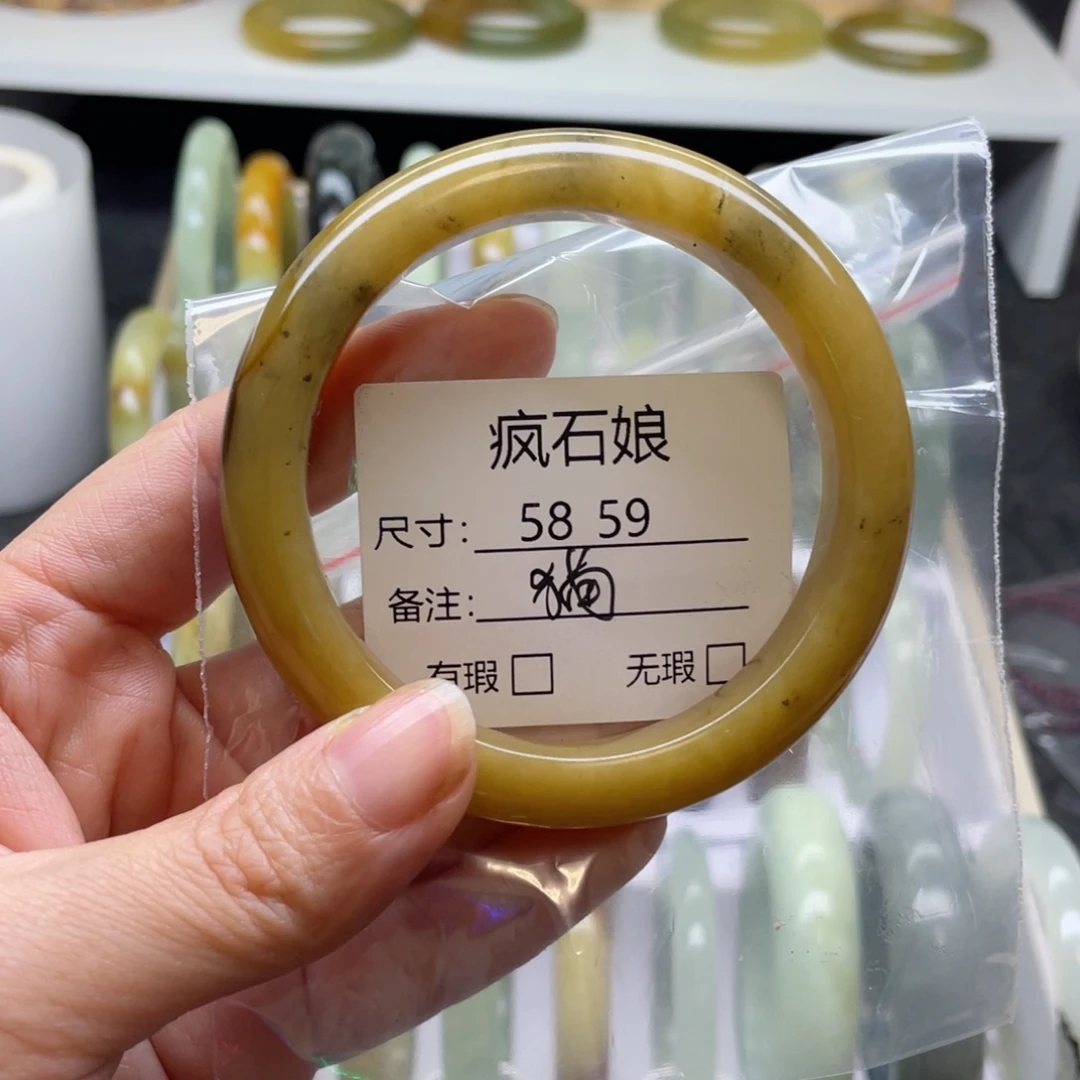 疯石娘
尺寸: 58 59
备注:
有瑕 □ 无瑕 □